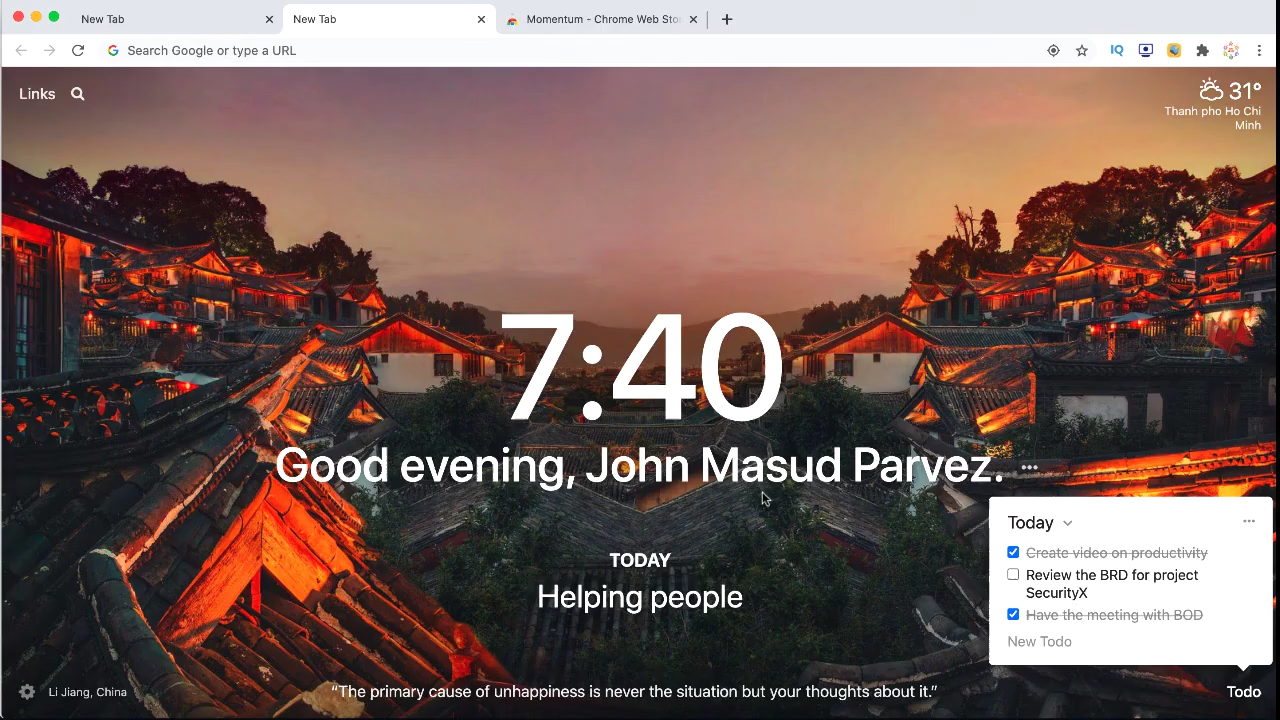 New Tab
New Tab
Momentum - Chrome Web Sto
Search Google or type a URL
IQ
Links
31°
Thanh pho Ho Chi
Minh
7:40
Good evening, John Masud Parvez.
TODAY
Helping people
Today
Create video on productivity
Review the BRD for project
SecurityX
Have the meeting with BOD
New Todo
Li Jiang, China
“The primary cause of unhappiness is never the situation but your thoughts about it.”
Todo